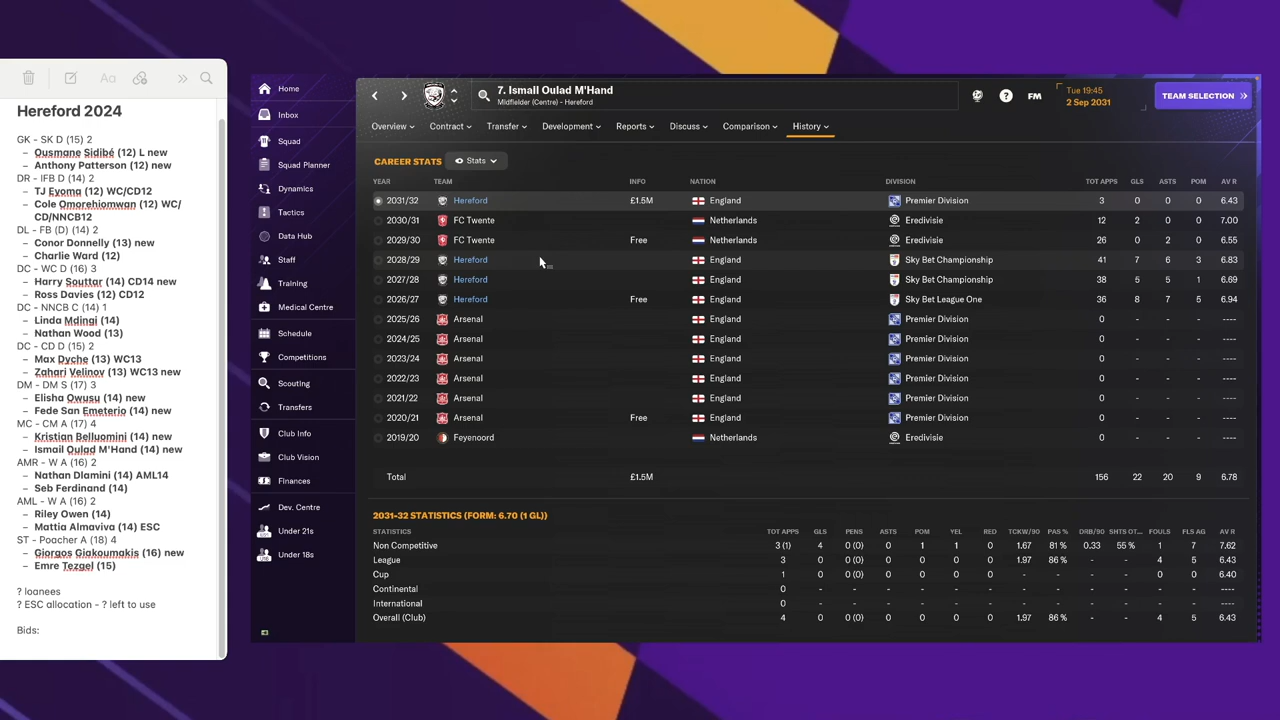 Aa
Hereford 2024
GK - SK D (15) 2
– Ousmane Sidibé (12) L new
– Anthony Patterson (12) new
DR - IFB D (14) 2
– TJ Eyoma (12) WC/CD12
– Cole Omorehiomwan (12) WC/
CD/NNCB12
DL - FB (D) (14) 2
– Conor Donnelly (13) new
– Charlie Ward (12)
DC - WC D (16) 3
– Harry Souttar (14) CD14 new
– Ross Davies (12) CD12
DC - NNCB C (14) 1
– Linda Mdingi (14)
– Nathan Wood (13)
DC - CD D (15) 2
– Max Dyche (13) WC13
– Zahari Velinov (13) WC13 new
DM - DM S (17) 3
– Elisha Owusu (14) new
– Fede San Emeterio (14) new
MC - CM A (17) 4
– Kristian Belluomini (14) new
– Ismail Oulad M'Hand (14) new
AMR - W A (16) 2
– Nathan Dlamini (14) AML14
– Seb Ferdinand (14)
AML - W A (16) 2
– Riley Owen (14)
– Mattia Almaviva (14) ESC
ST - Poacher A (18) 4
– Giorgos Giakoumakis (16) new
– Emre Tezgel (15)
? loanees
? ESC allocation - ? left to use
Bids:
Home
Inbox
Squad
Squad Planner
Dynamics
Tactics
Data Hub
Staff
Training
Medical Centre
Schedule
Competitions
Scouting
Transfers
Club Info
Club Vision
Finances
Dev. Centre
Under 21s
Under 18s
7. Ismail Oulad M'Hand
Midfielder (Centre) - Hereford
? FM
Tue 19:45
2 Sep 2031
TEAM SELECTION
Overview Contract Transfer Development Reports Discuss Comparison History
CAREER STATS Stats
YEAR TEAM INFO NATION DIVISION TOT APPS GLS ASTS POM AV R
2031/32 Hereford £1.5M England Premier Division 3 0 0 0 6.43
2030/31 FC Twente Netherlands Eredivisie 12 2 0 0 7.00
2029/30 FC Twente Free Netherlands Eredivisie 26 0 2 0 6.55
2028/29 Hereford England Sky Bet Championship 41 7 6 3 6.83
2027/28 Hereford England Sky Bet Championship 38 5 5 1 6.69
2026/27 Hereford Free England Sky Bet League One 36 8 7 5 6.94
2025/26 Arsenal England Premier Division 0 - - - ----
2024/25 Arsenal England Premier Division 0 - - - ----
2023/24 Arsenal England Premier Division 0 - - - ----
2022/23 Arsenal England Premier Division 0 - - - ----
2021/22 Arsenal England Premier Division 0 - - - ----
2020/21 Arsenal Free England Premier Division 0 - - - ----
2019/20 Feyenoord Netherlands Eredivisie 0 - - - ----
Total £1.5M 156 22 20 9 6.78
2031-32 STATISTICS (FORM: 6.70 (1 GL))
STATISTICS TOT APPS GLS PENS ASTS POM YEL RED TCKW/90 PAS % DRB/90 SHTS OT... FOULS FLS AG AV R
Non Competitive 3 (1) 4 0 (0) 0 1 1 0 1.67 81 % 0.33 55 % 1 7 7.62
League 3 0 0 (0) 0 0 0 0 1.97 86 % - - 4 5 6.43
Cup 1 0 0 (0) 0 0 0 0 - - - - 0 0 6.40
Continental 0 - - - - - - - - - - - - ----
International 0 - - - - - - - - - - - - ----
Overall (Club) 4 0 0 (0) 0 0 0 0 1.97 86 % - - 4 5 6.43